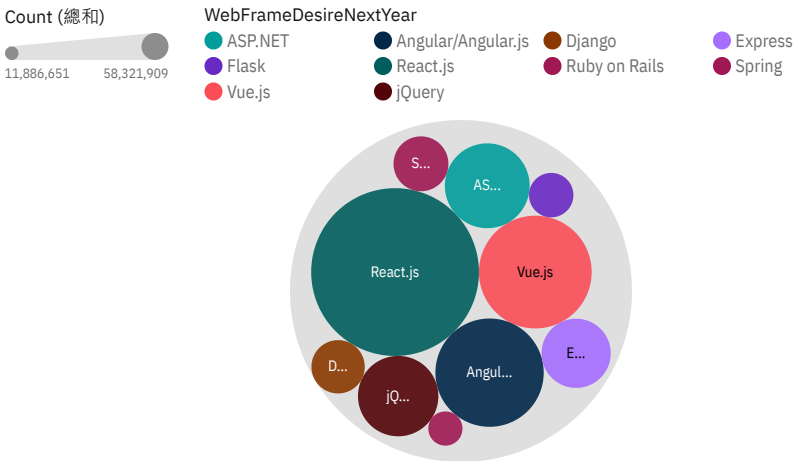 Count (總和)
11,886,651 58,321,909
WebFrameDesireNextYear
ASP.NET Angular/Angular.js Django Express
Flask React.js Ruby on Rails Spring
Vue.js jQuery
S...
AS...
React.js
Vue.js
E...
D...
Angul...
jQ...